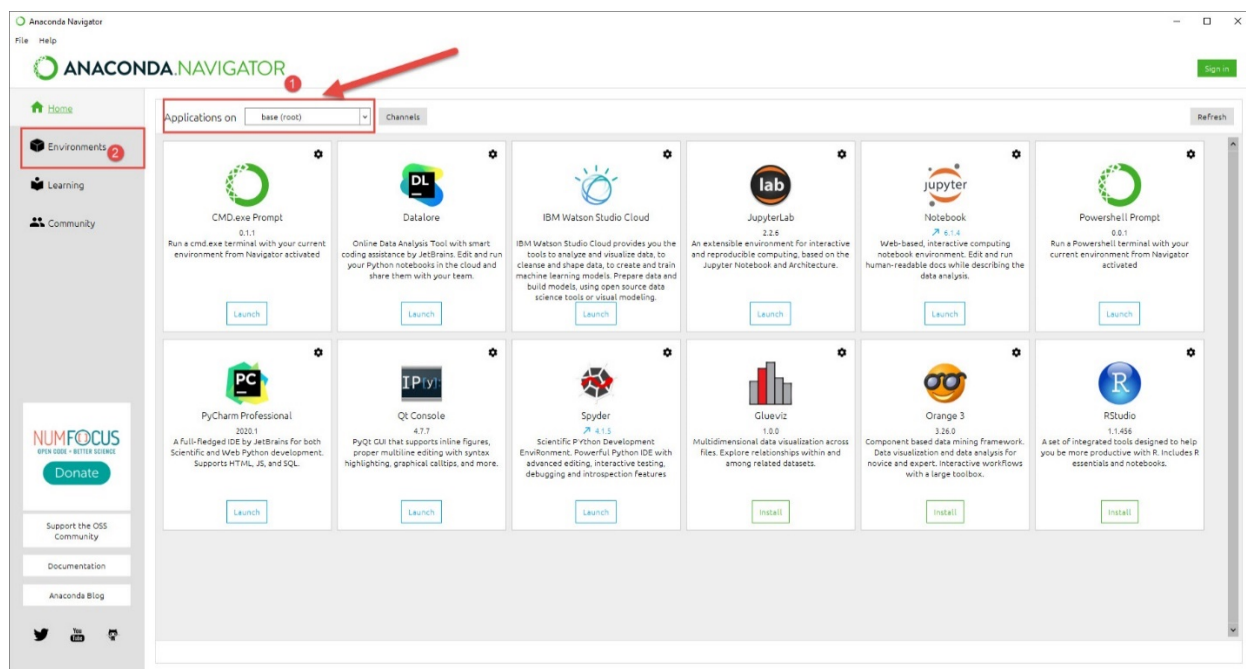 Anaconda Navigator
File Help
ANACONDA.NAVIGATOR
Sign in
1
Home
Applications on base (root) Channels
Refresh
Environments
2
Learning
Community
CMD.exe Prompt
0.1.1
Run a cmd.exe terminal with your current
environment from Navigator activated
Launch
DL
Datalore
Online Data Analysis Tool with smart
coding assistance by JetBrains. Edit and run
your Python notebooks in the cloud and
share them with your team.
Launch
IBM Watson Studio Cloud
IBM Watson Studio Cloud provides you the
tools to analyze and visualize data, to
cleanse and shape data, to create and train
machine learning models. Prepare data and
build models, using open source data
science tools or visual modeling.
Launch
lab
JupyterLab
2.2.6
An extensible environment for interactive
and reproducible computing, based on the
Jupyter Notebook and Architecture.
Launch
jupyter
Notebook
6.1.4
Web-based, interactive computing
notebook environment. Edit and run
human-readable docs while describing the
data analysis.
Launch
Powershell Prompt
0.0.1
Run a Powershell terminal with your
current environment from Navigator
activated
Launch
PC
PyCharm Professional
2020.1
A full-fledged IDE by JetBrains for both
Scientific and Web Python development.
Supports HTML, JS, and SQL.
Launch
IP[y]:
Qt Console
4.7.7
PyQt GUI that supports inline figures,
proper multiline editing with syntax
highlighting, graphical calltips, and more.
Launch
Spyder
4.1.5
Scientific PYthon Development
EnviRonment. Powerful Python IDE with
advanced editing, interactive testing,
debugging and introspection features
Launch
Glueviz
1.0.0
Multidimensional data visualization across
files. Explore relationships within and
among related datasets.
Install
Orange 3
3.26.0
Component based data mining framework.
Data visualization and data analysis for
novice and expert. Interactive workflows
with a large toolbox.
Install
R
RStudio
1.1.456
A set of integrated tools designed to help
you be more productive with R. Includes R
essentials and notebooks.
Install
NUMFOCUS
OPEN CODE = BETTER SCIENCE
Donate
Support the OSS
Community
Documentation
Anaconda Blog
You
Tube